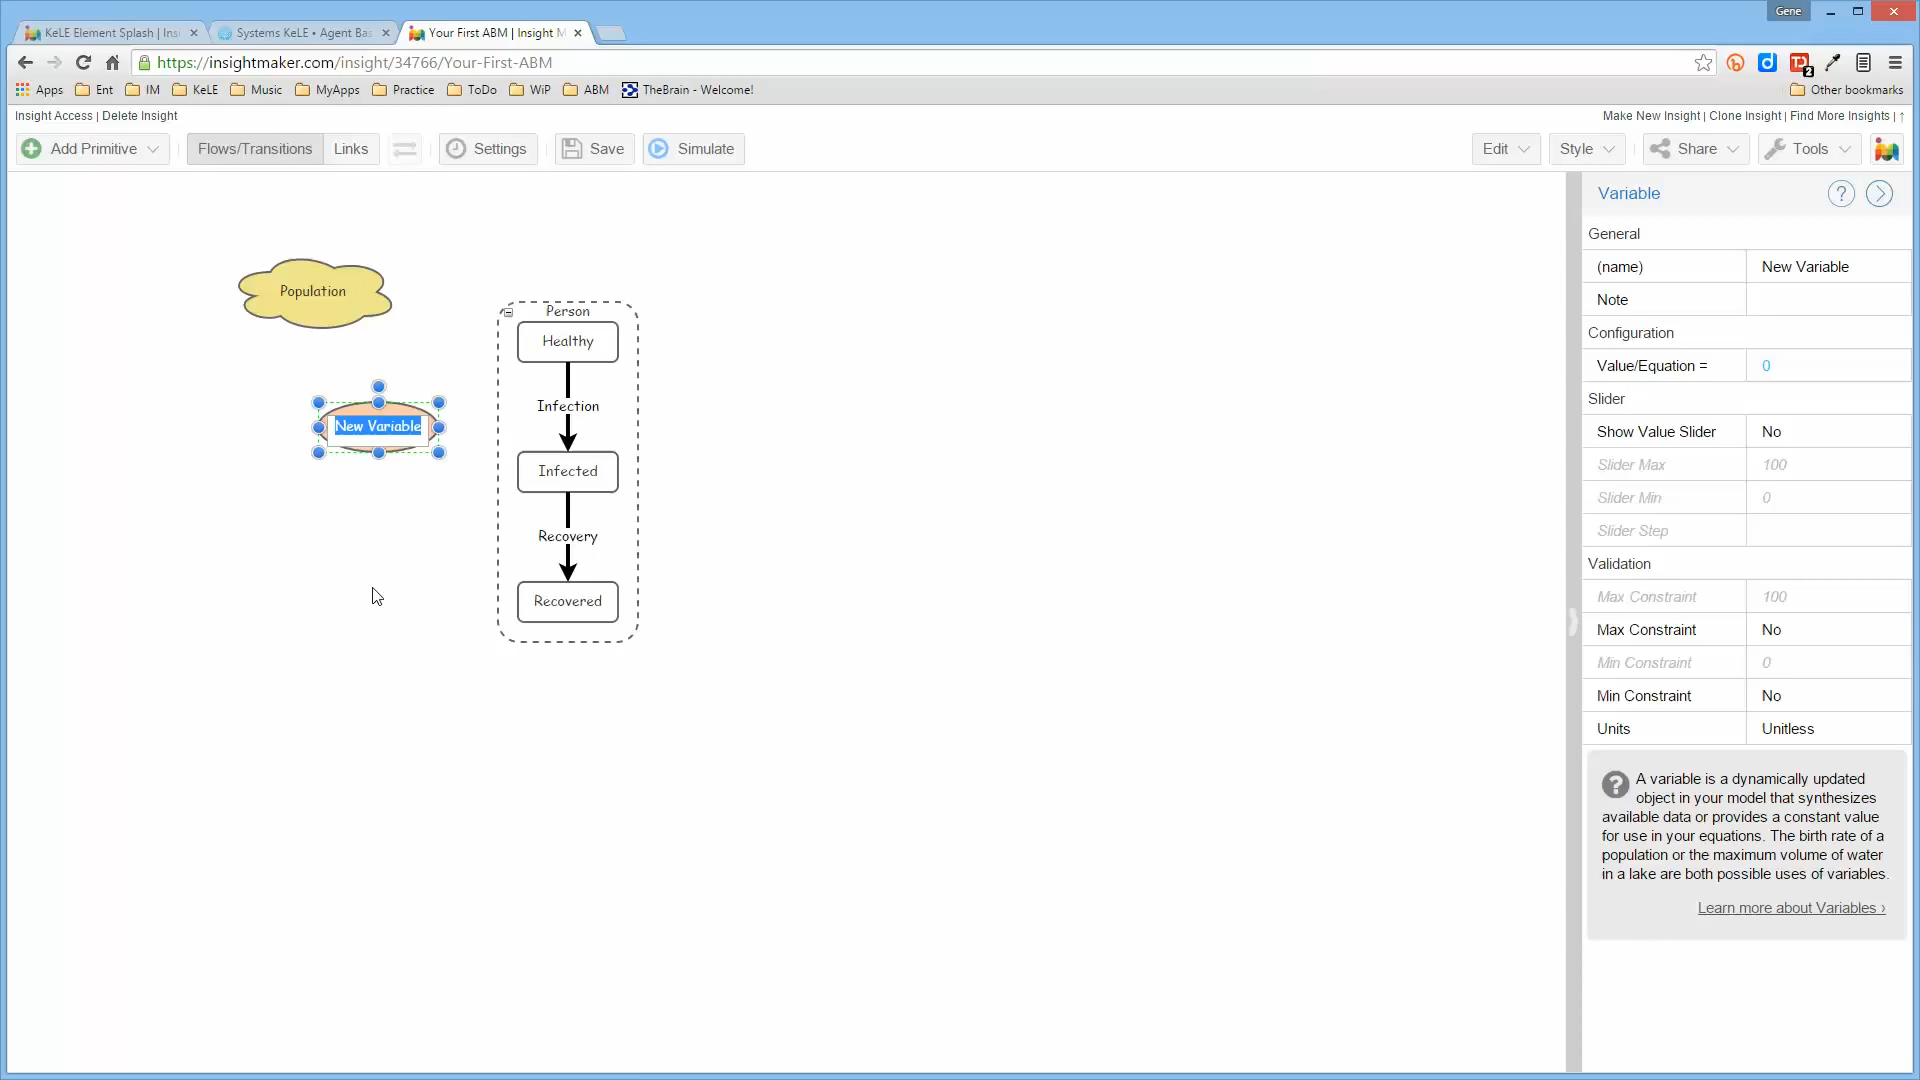 Gene
KeLE Element Splash | Insi
Systems KeLE • Agent Bas
Your First ABM | Insight M
https://insightmaker.com/insight/34766/Your-First-ABM
2
Apps
Ent
IM
KeLE
Music
MyApps
Practice
ToDo
WiP
ABM
TheBrain - Welcome!
Other bookmarks
Insight Access | Delete Insight
Make New Insight | Clone Insight | Find More Insights | ↑
Add Primitive
Flows/Transitions
Links
Settings
Save
Simulate
Edit
Style
Share
Tools
Population
New Variable
Person
Healthy
Infection
Infected
Recovery
Recovered
Variable
?
General
(name) New Variable
Note
Configuration
Value/Equation = 0
Slider
Show Value Slider No
Slider Max 100
Slider Min 0
Slider Step
Validation
Max Constraint 100
Max Constraint No
Min Constraint 0
Min Constraint No
Units Unitless
? A variable is a dynamically updated
object in your model that synthesizes
available data or provides a constant value
for use in your equations. The birth rate of a
population or the maximum volume of water
in a lake are both possible uses of variables.
Learn more about Variables ›